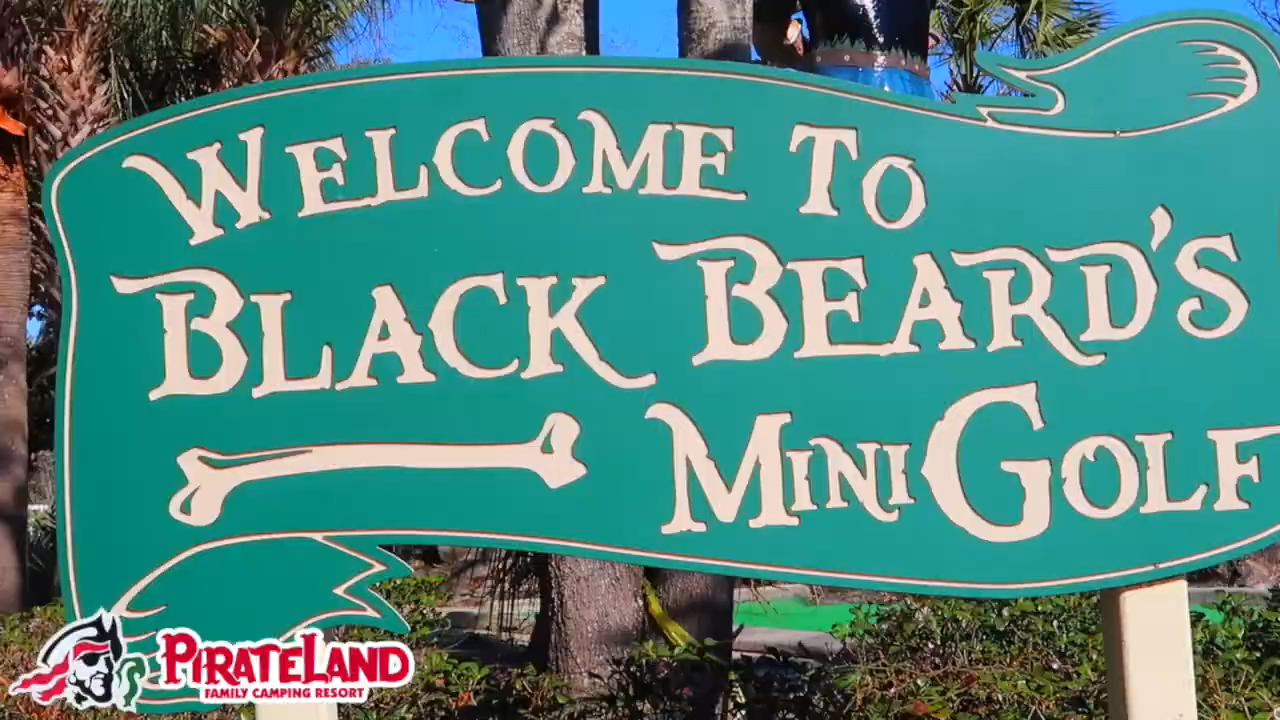 Welcome To
Black Beard's
Mini Golf
PirateLand
FAMILY CAMPING RESORT